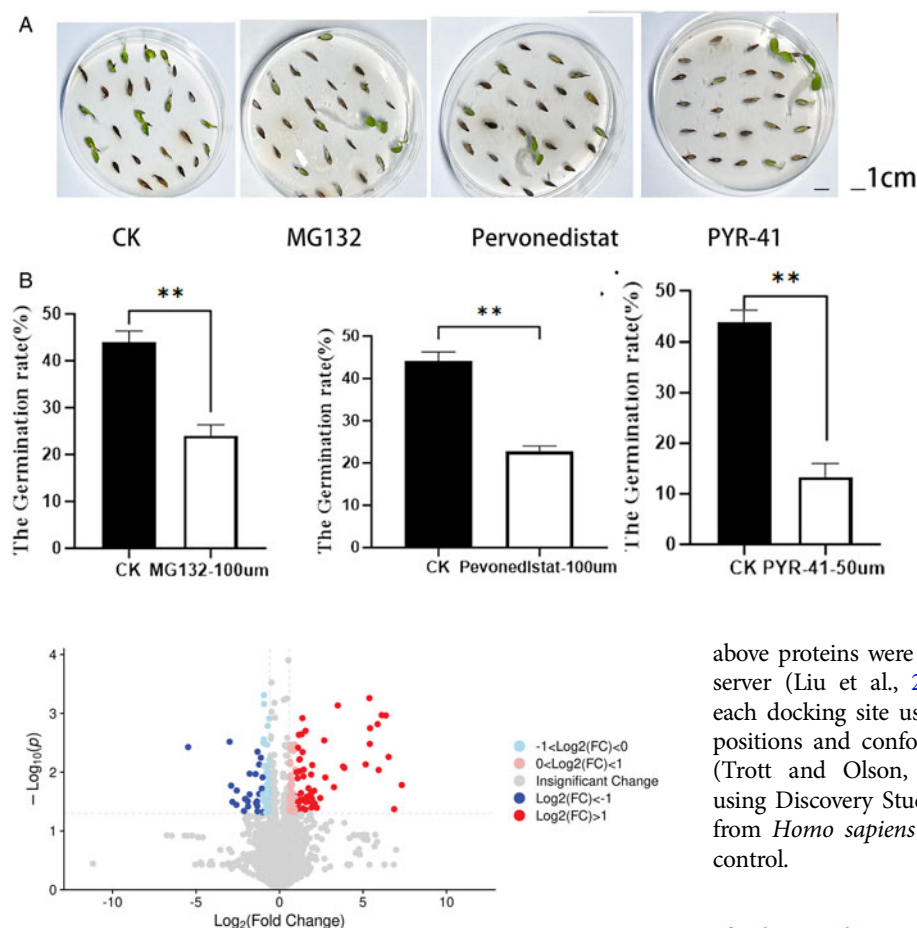 A
_ _1cm
CK MG132 Pervonedistat PYR-41
B
**
The Germination rate(%)
50
40
30
20
10
0
CK MG132-100um
**
The Germination rate(%)
50
40
30
20
10
0
CK PevonedIstat-100um
**
The Germination rate(%)
50
40
30
20
10
0
CK PYR-41-50um
4
3
2
1
0
−Log10(p)
-10 -5 0 5 10
Log2(Fold Change)
-1<Log2(FC)<0
0<Log2(FC)<1
Insignificant Change
Log2(FC)<-1
Log2(FC)>1
above proteins were
server (Liu et al., 2
each docking site us
positions and confo
(Trott and Olson,
using Discovery Stud
from Homo sapiens
control.